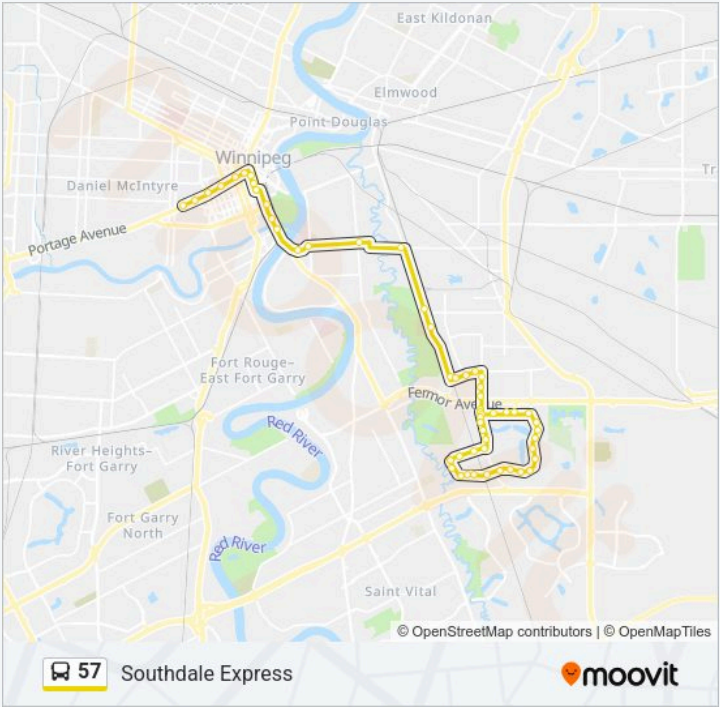 East Kildonan
Elmwood
Point Douglas
Winnipeg
Tr
Daniel McIntyre
Portage Avenue
Fort Rouge–
East Fort Garry
Fermor Avenue
Red River
River Heights–
Fort Garry
Fort Garry
North
Red River
Saint Vital
© OpenStreetMap contributors | © OpenMapTiles
57 Southdale Express
moovit